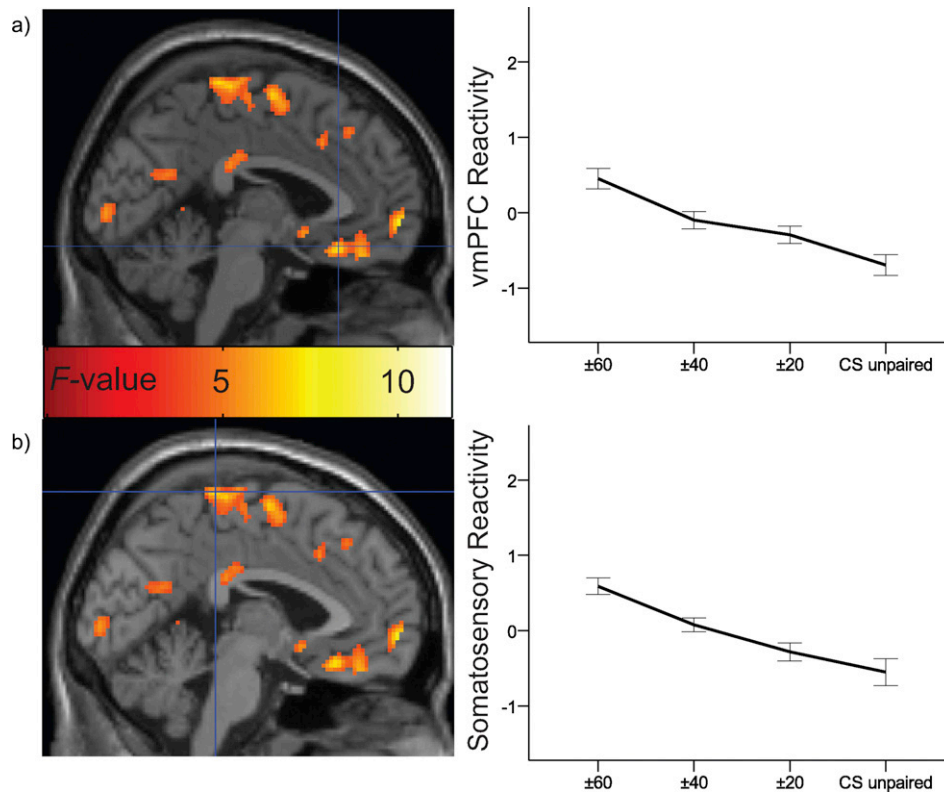 a)
vmPFC Reactivity
2
1
0
-1
±60 ±40 ±20 CS unpaired
F-value 5 10
b)
Somatosensory Reactivity
2
1
0
-1
±60 ±40 ±20 CS unpaired